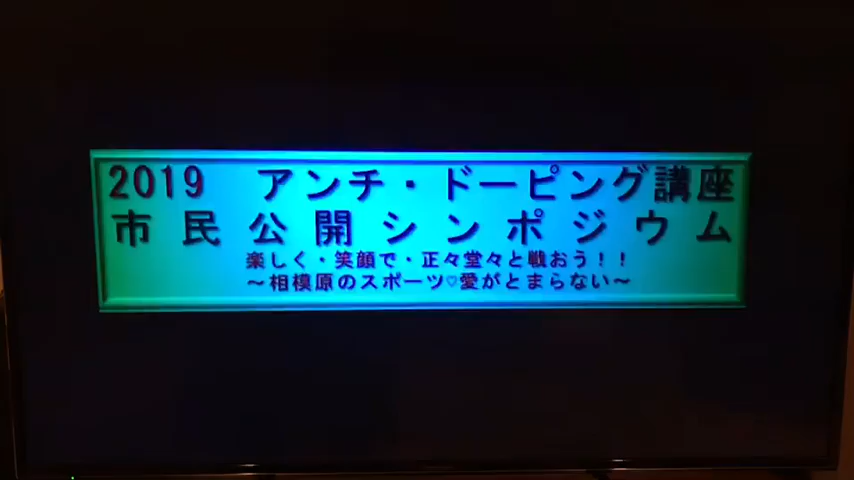 2019 アンチ・ドーピング講座
市民公開シンポジウム
楽しく・笑顔で・正々堂々と戦おう！！
～相模原のスポーツ♡愛がとまらない～